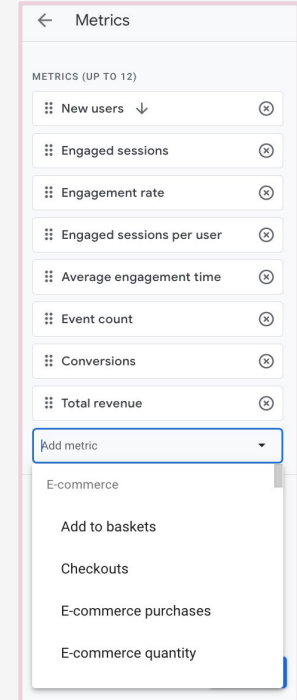 Metrics
METRICS (UP TO 12)
New users
Engaged sessions
Engagement rate
Engaged sessions per user
Average engagement time
Event count
Conversions
Total revenue
Add metric
E-commerce
Add to baskets
Checkouts
E-commerce purchases
E-commerce quantity